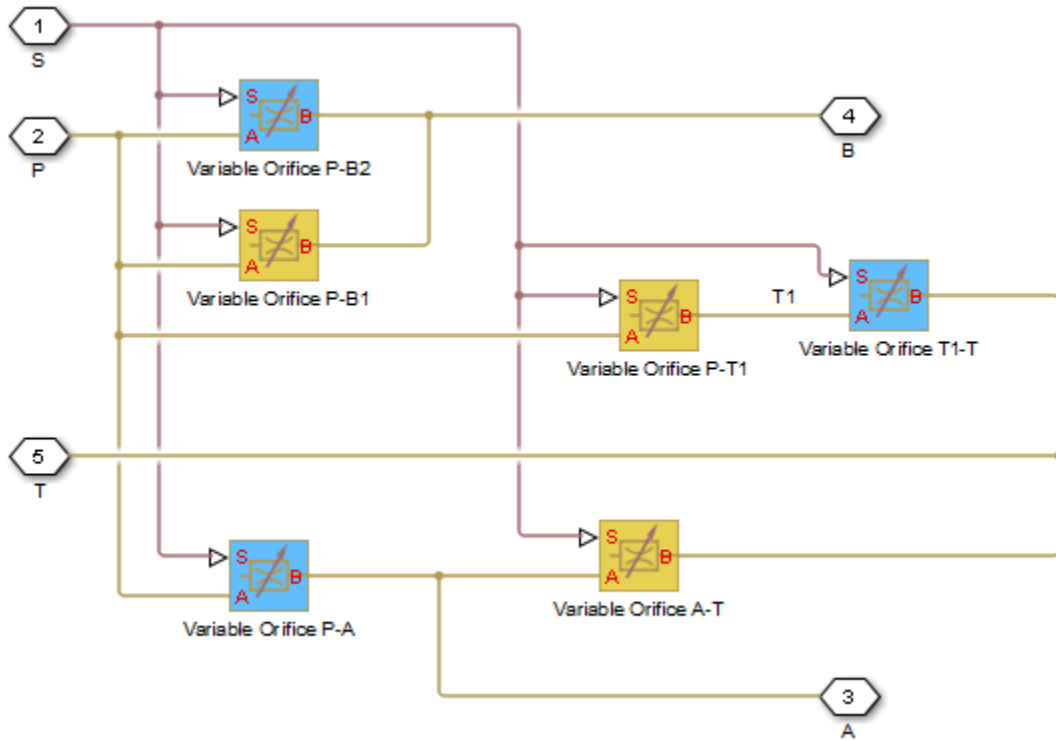 1
S
S
A
B
Variable Orifice P-B2
4
B
2
P
S
A
B
Variable Orifice P-B1
S
A
B
Variable Orifice P-T1
T1
S
A
B
Variable Orifice T1-T
5
T
S
A
B
Variable Orifice P-A
S
A
B
Variable Orifice A-T
3
A